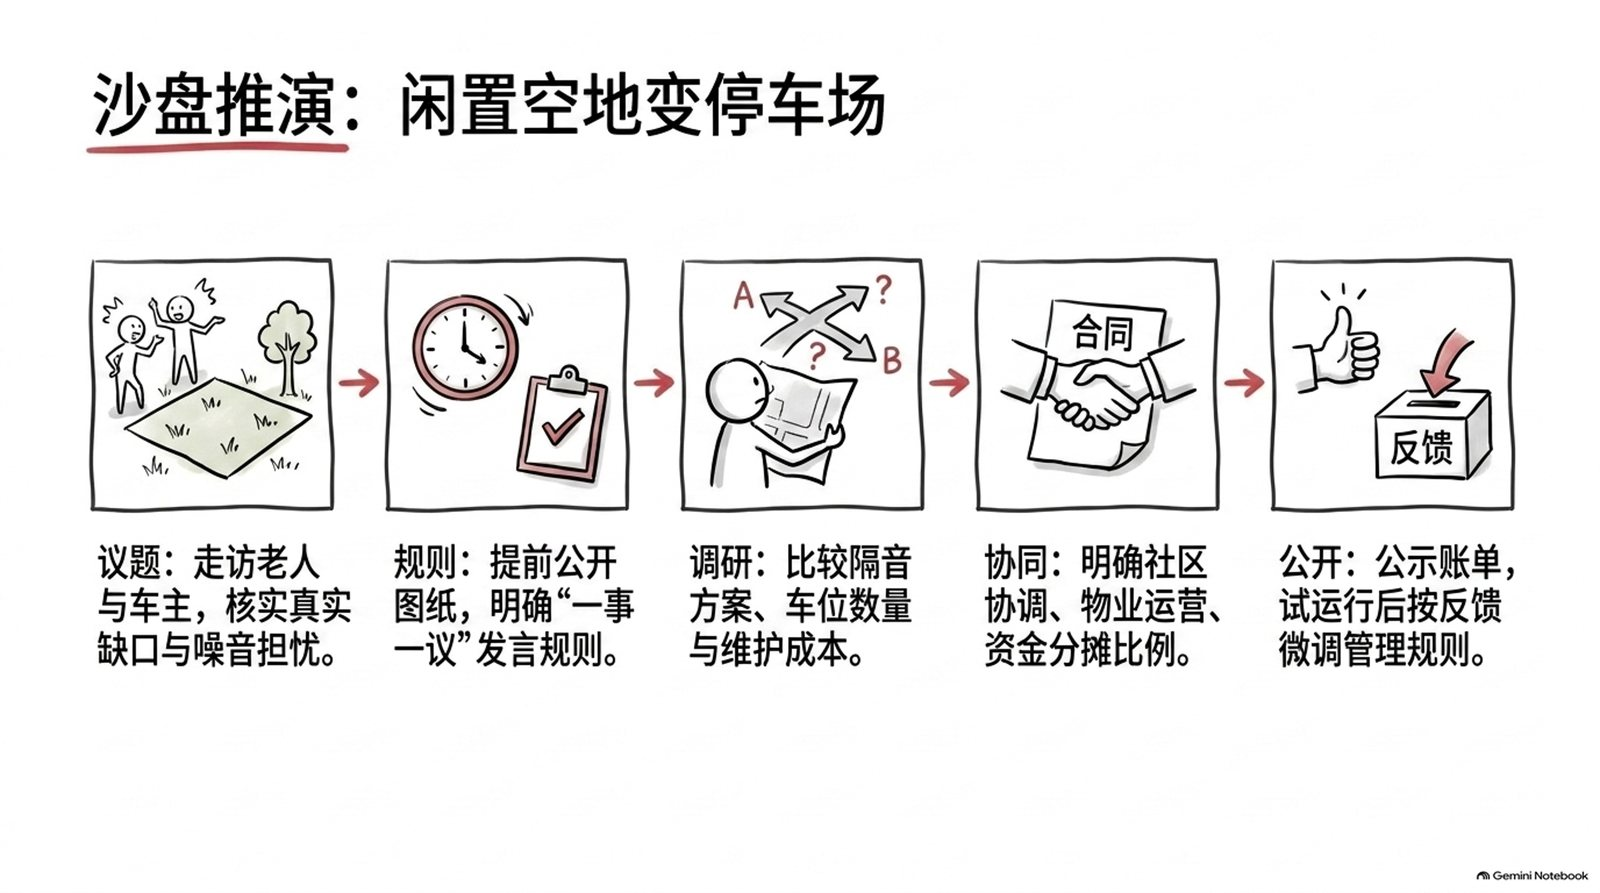 沙盘推演：闲置空地变停车场
A
?
?
B
合同
反馈
议题：走访老人
与车主，核实真实
缺口与噪音担忧。
规则：提前公开
图纸，明确“一事
一议”发言规则。
调研：比较隔音
方案、车位数量
与维护成本。
协同：明确社区
协调、物业运营、
资金分摊比例。
公开：公示账单，
试运行后按反馈
微调管理规则。
Gemini Notebook